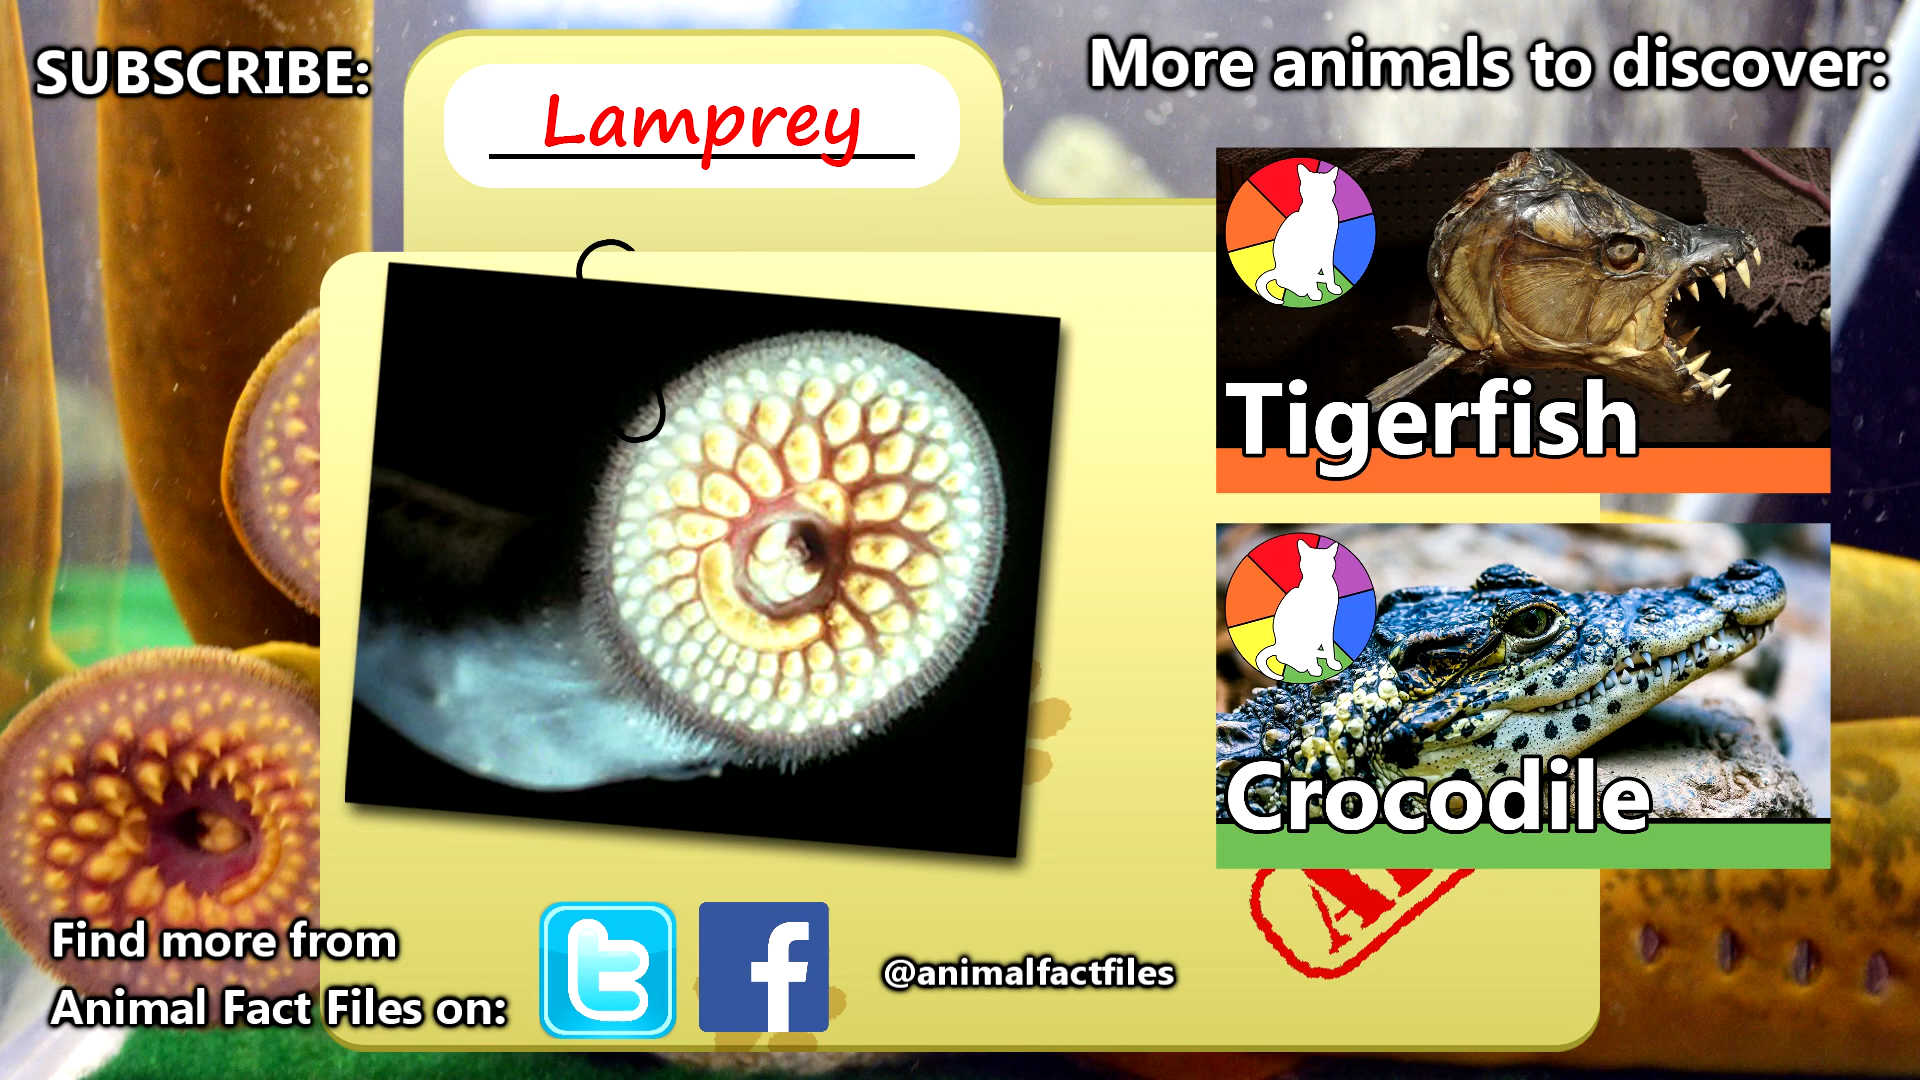 SUBSCRIBE:
Lamprey
More animals to discover:
Tigerfish
Crocodile
Find more from
Animal Fact Files on:
@animalfactfiles